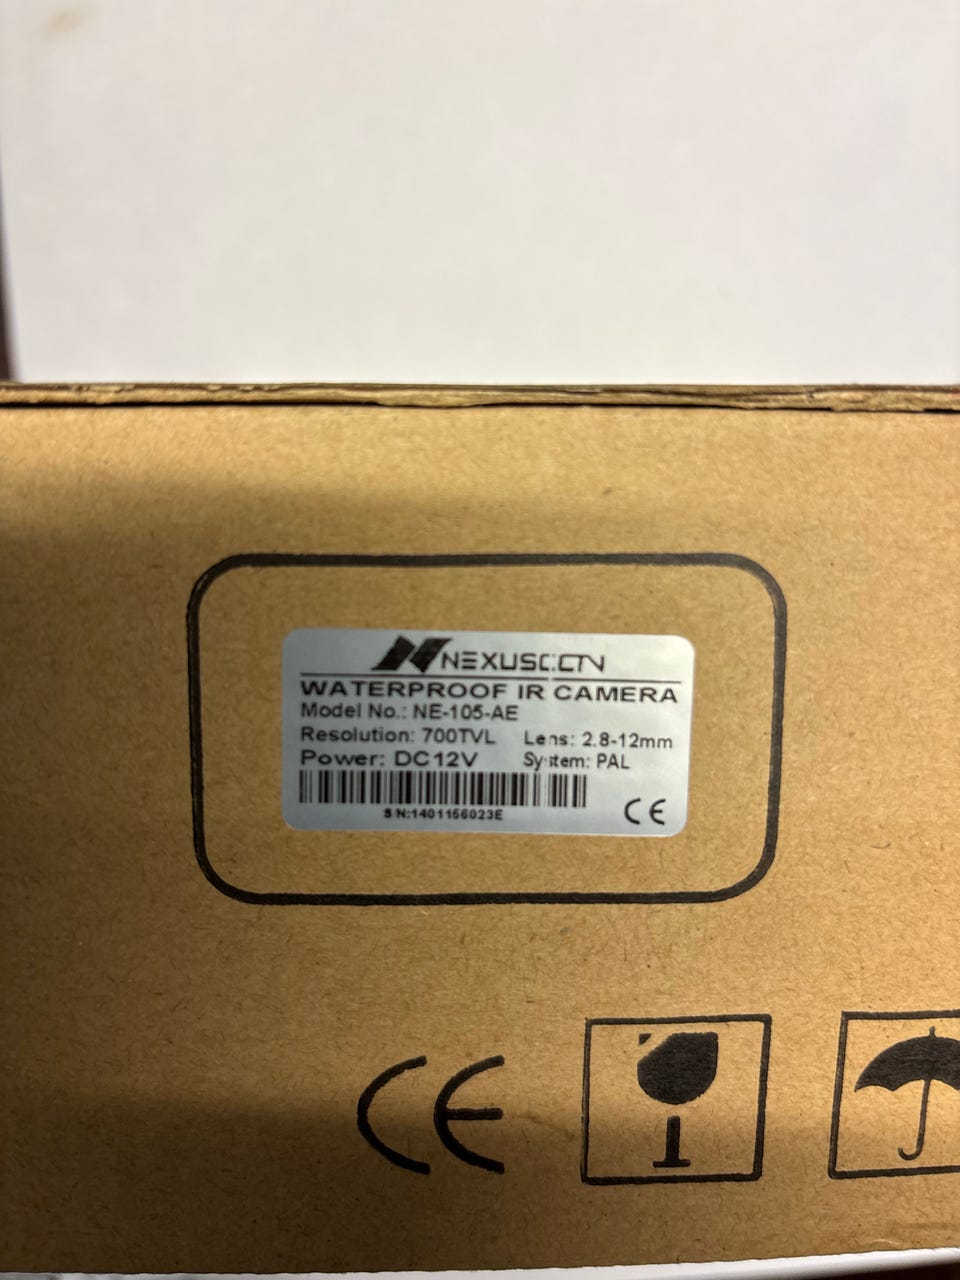 NEXUSCCTV
WATERPROOF IR CAMERA
Model No.: NE-105-AE
Resolution: 700TVL Lens: 2.8-12mm
Power: DC12V System: PAL
S/N:1401156023E
CE
CE